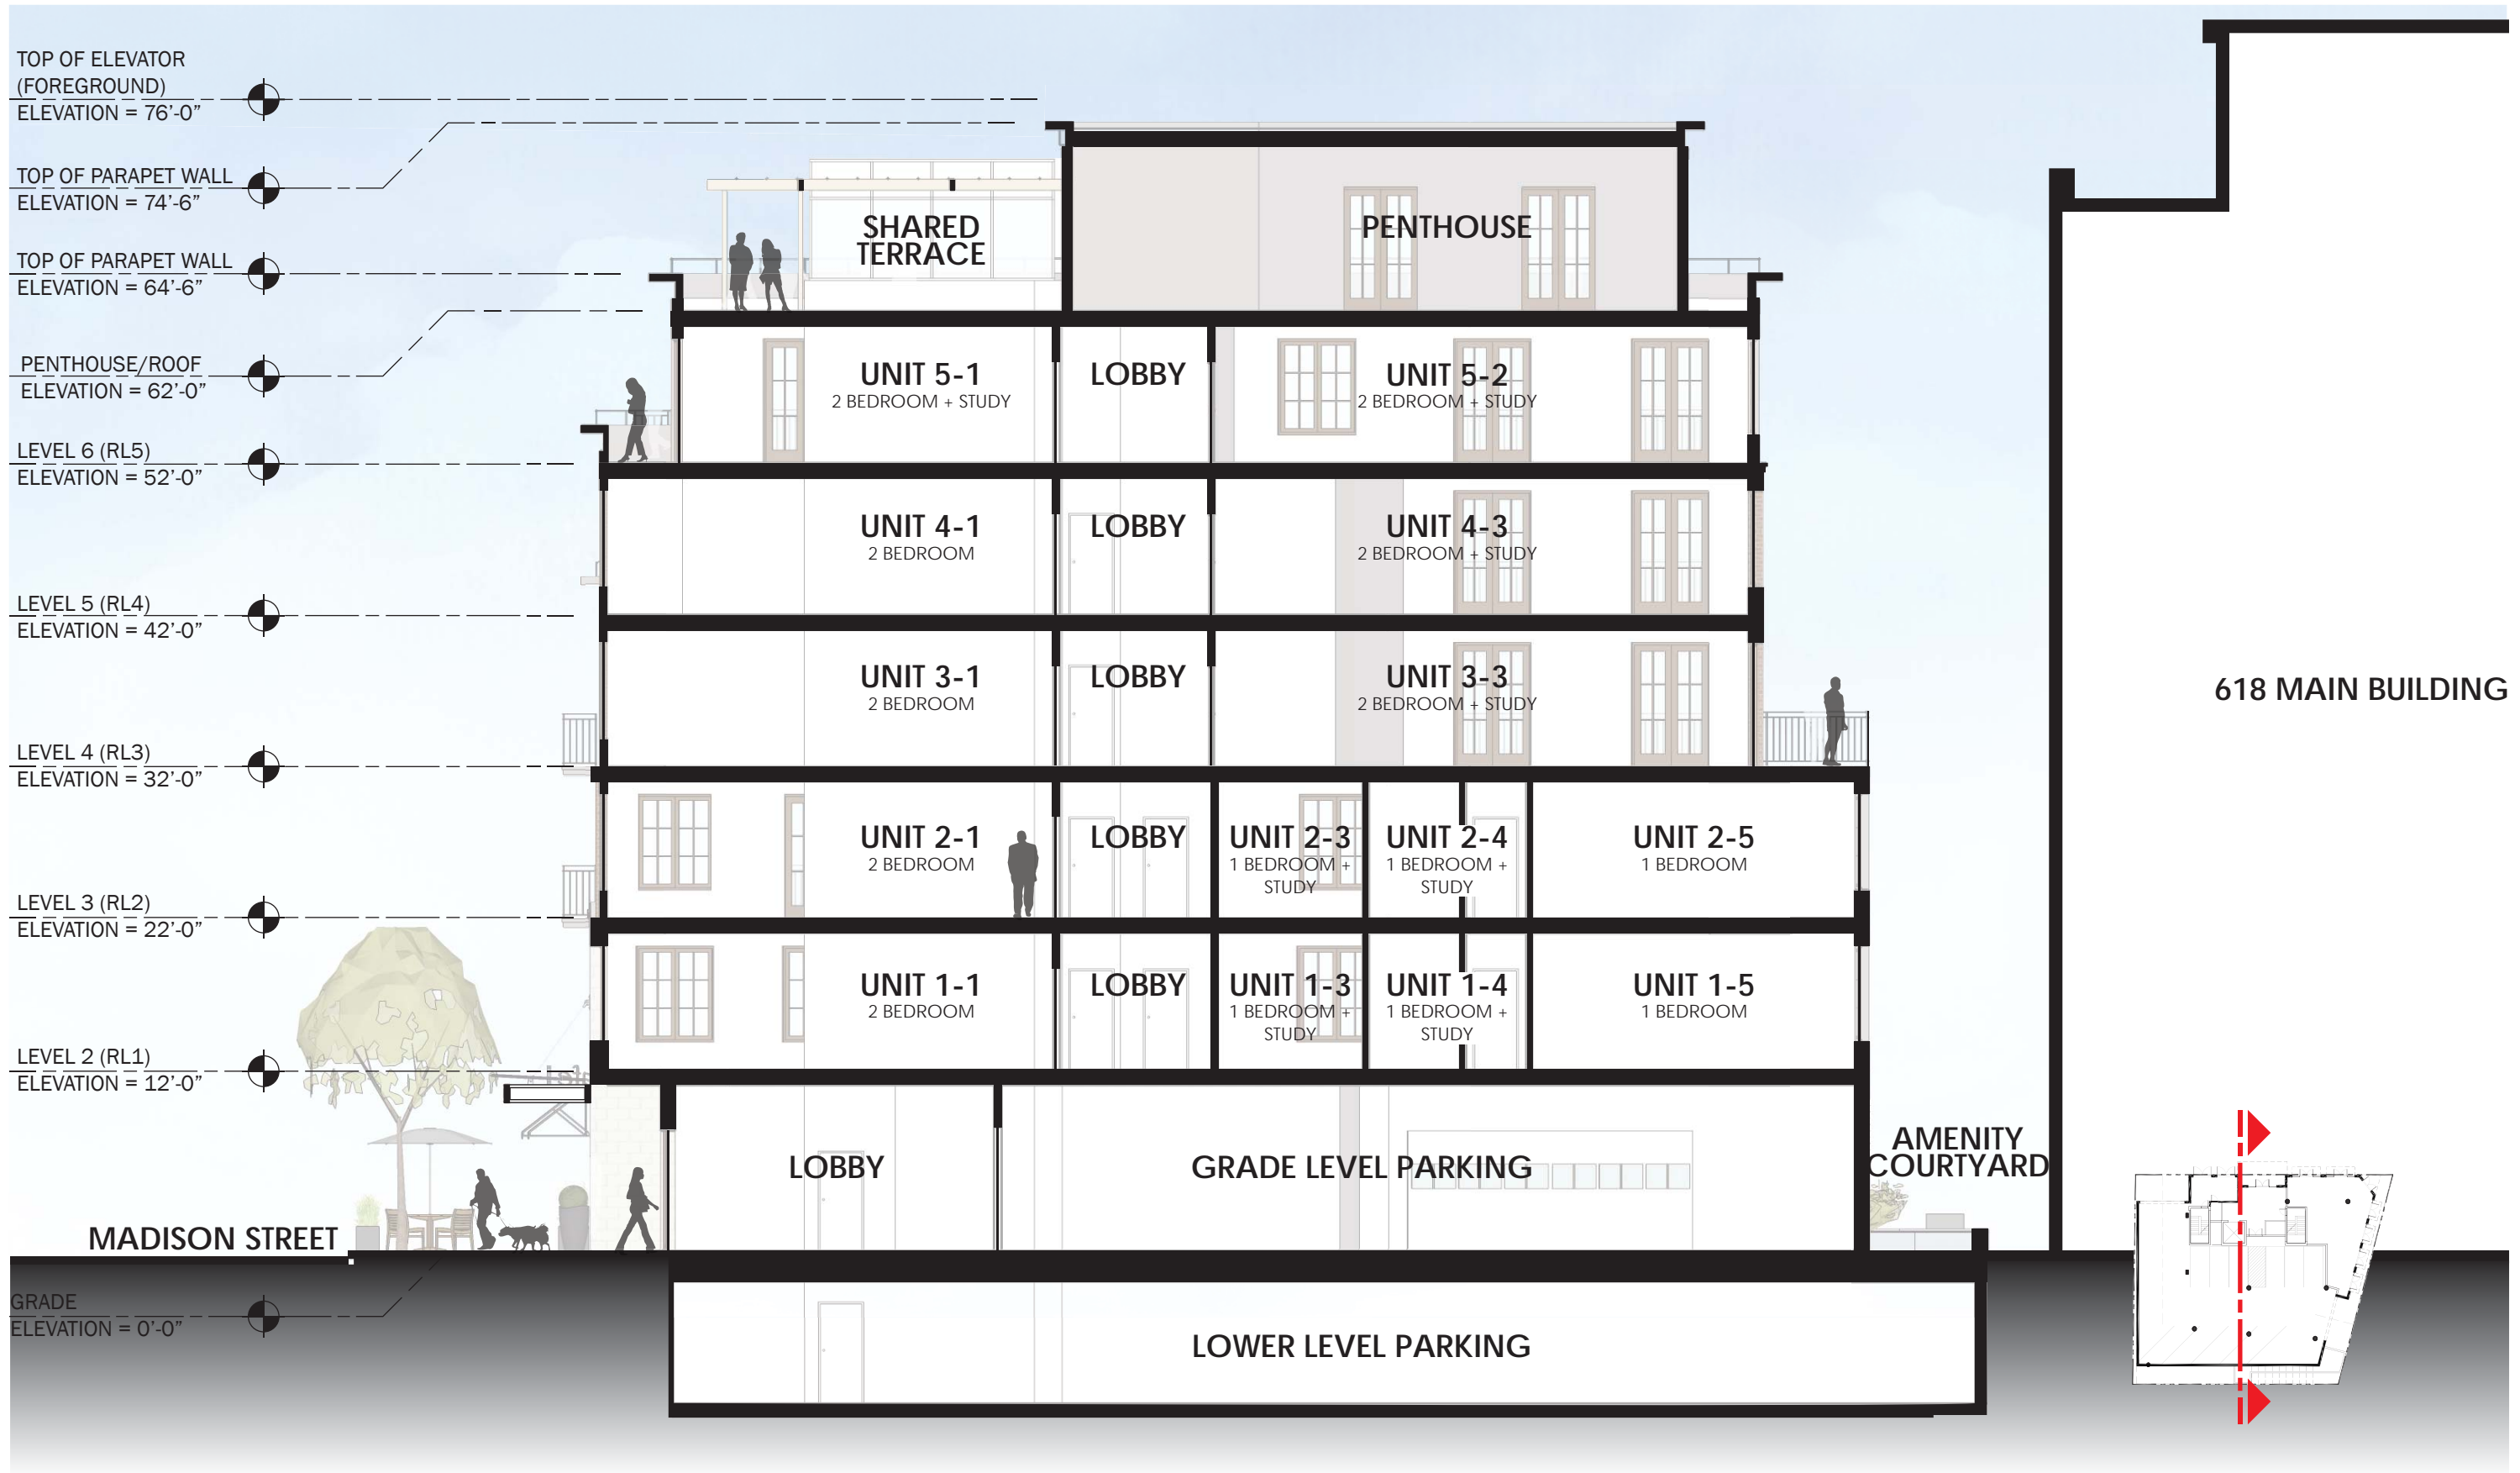 TOP OF ELEVATOR
(FOREGROUND)
ELEVATION = 76'-0"
TOP OF PARAPET WALL
ELEVATION = 74'-6"
TOP OF PARAPET WALL
ELEVATION = 64'-6"
PENTHOUSE/ROOF
ELEVATION = 62'-0"
LEVEL 6 (RL5)
ELEVATION = 52'-0"
LEVEL 5 (RL4)
ELEVATION = 42'-0"
LEVEL 4 (RL3)
ELEVATION = 32'-0"
LEVEL 3 (RL2)
ELEVATION = 22'-0"
LEVEL 2 (RL1)
ELEVATION = 12'-0"
GRADE
ELEVATION = 0'-0"
SHARED
TERRACE
PENTHOUSE
UNIT 5-1
2 BEDROOM + STUDY
LOBBY
UNIT 5-2
2 BEDROOM + STUDY
UNIT 4-1
2 BEDROOM
LOBBY
UNIT 4-3
2 BEDROOM + STUDY
UNIT 3-1
2 BEDROOM
LOBBY
UNIT 3-3
2 BEDROOM + STUDY
UNIT 2-1
2 BEDROOM
LOBBY
UNIT 2-3
1 BEDROOM +
STUDY
UNIT 2-4
1 BEDROOM +
STUDY
UNIT 2-5
1 BEDROOM
UNIT 1-1
2 BEDROOM
LOBBY
UNIT 1-3
1 BEDROOM +
STUDY
UNIT 1-4
1 BEDROOM +
STUDY
UNIT 1-5
1 BEDROOM
LOBBY
GRADE LEVEL PARKING
AMENITY
COURTYARD
MADISON STREET
LOWER LEVEL PARKING
618 MAIN BUILDING